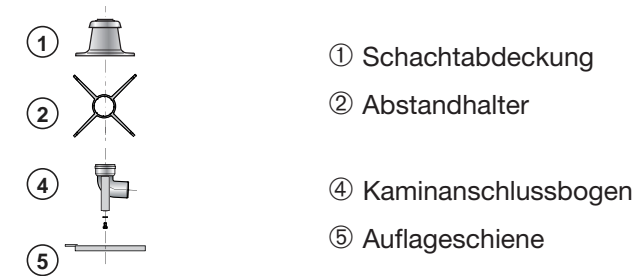 ① ① Schachtabdeckung
② ② Abstandhalter
④ ④ Kaminanschlussbogen
⑤ ⑤ Auflageschiene